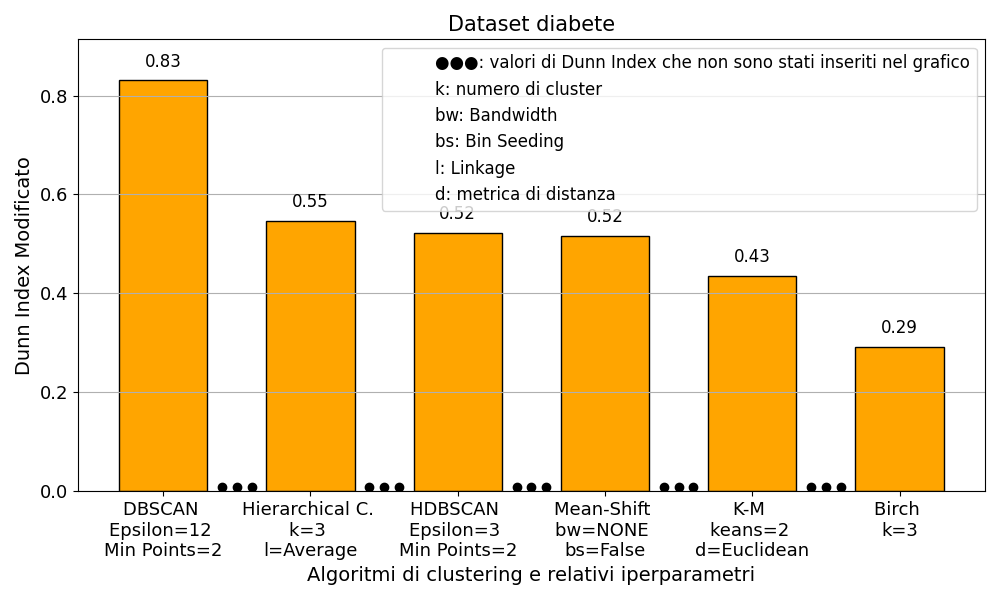 Dataset diabete
Dunn Index Modificato
0.8
0.6
0.4
0.2
0.0
0.83
0.55
0.52
0.52
0.43
0.29
●●●: valori di Dunn Index che non sono stati inseriti nel grafico
k: numero di cluster
bw: Bandwidth
bs: Bin Seeding
l: Linkage
d: metrica di distanza
DBSCAN
Epsilon=12
Min Points=2
Hierarchical C.
k=3
l=Average
HDBSCAN
Epsilon=3
Min Points=2
Mean-Shift
bw=NONE
bs=False
K-M
keans=2
d=Euclidean
Birch
k=3
Algoritmi di clustering e relativi iperparametri